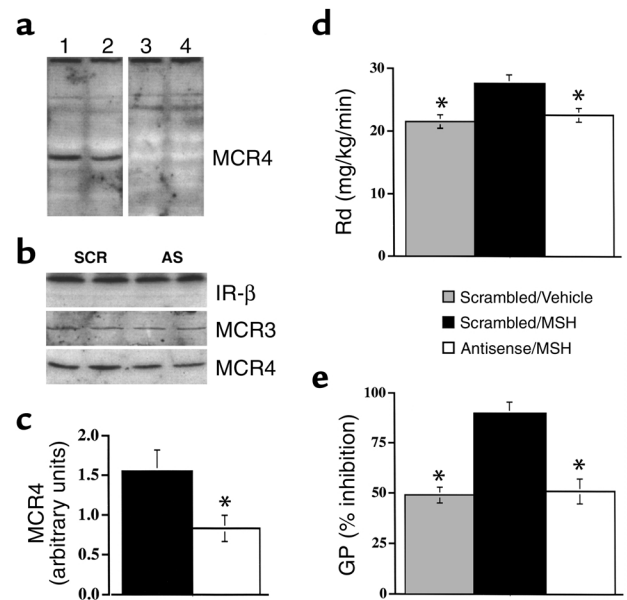 a
1 2 3 4
MCR4
b
SCR AS
IR-β
MCR3
MCR4
c
MCR4
(arbitrary units)
2.0
1.5
1.0
0.5
0.0
*
d
Rd (mg/kg/min)
30
20
10
0
*
*
Scrambled/Vehicle
Scrambled/MSH
Antisense/MSH
e
GP (% inhibition)
100
75
50
25
0
*
*